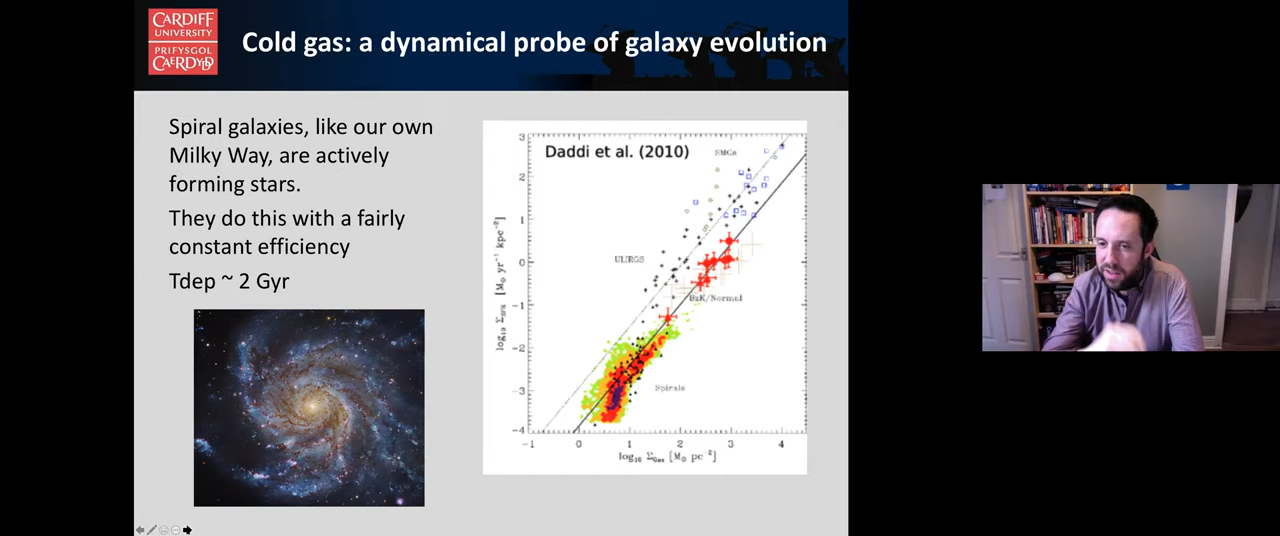 CARDIFF
UNIVERSITY
PRIFYSGOL
CAERDYDD
Cold gas: a dynamical probe of galaxy evolution
Spiral galaxies, like our own
Milky Way, are actively
forming stars.
They do this with a fairly
constant efficiency
Tdep ~ 2 Gyr
Daddi et al. (2010)
SMGs
ULIRGS
BzK/Normal
Spirals
log₁₀ Σ_SFR [M⊙ yr⁻¹ kpc⁻²]
3
2
1
0
−1
−2
−3
−4
−1 0 1 2 3 4
log₁₀ Σ_Gas [M⊙ pc⁻²]